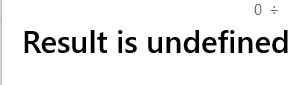 0 ÷
Result is undefined